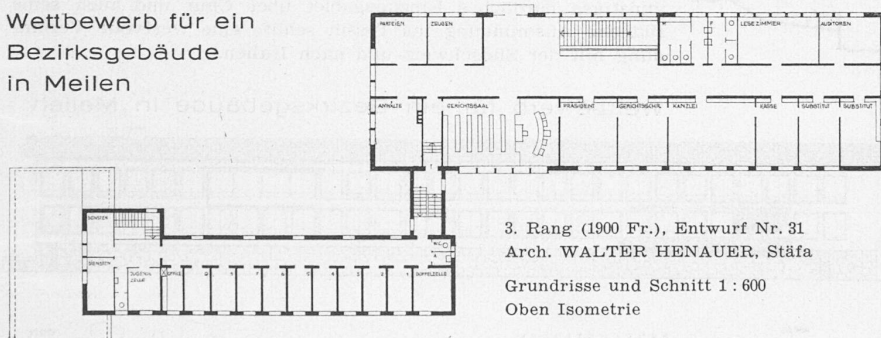 Wettbewerb für ein
Bezirksgebäude
in Meilen
PARTEIEN ZEUGEN LESEZIMMER AUDITOREN
ANWÄLTE GERICHTSSAAL PRÄSIDENT GERICHTSSCHR. KANZLEI KASSE SUBSTITUT SUBSTITUT
DOPPELZELLE
3. Rang (1900 Fr.), Entwurf Nr. 31
Arch. WALTER HENAUER, Stäfa
Grundrisse und Schnitt 1 : 600
Oben Isometrie